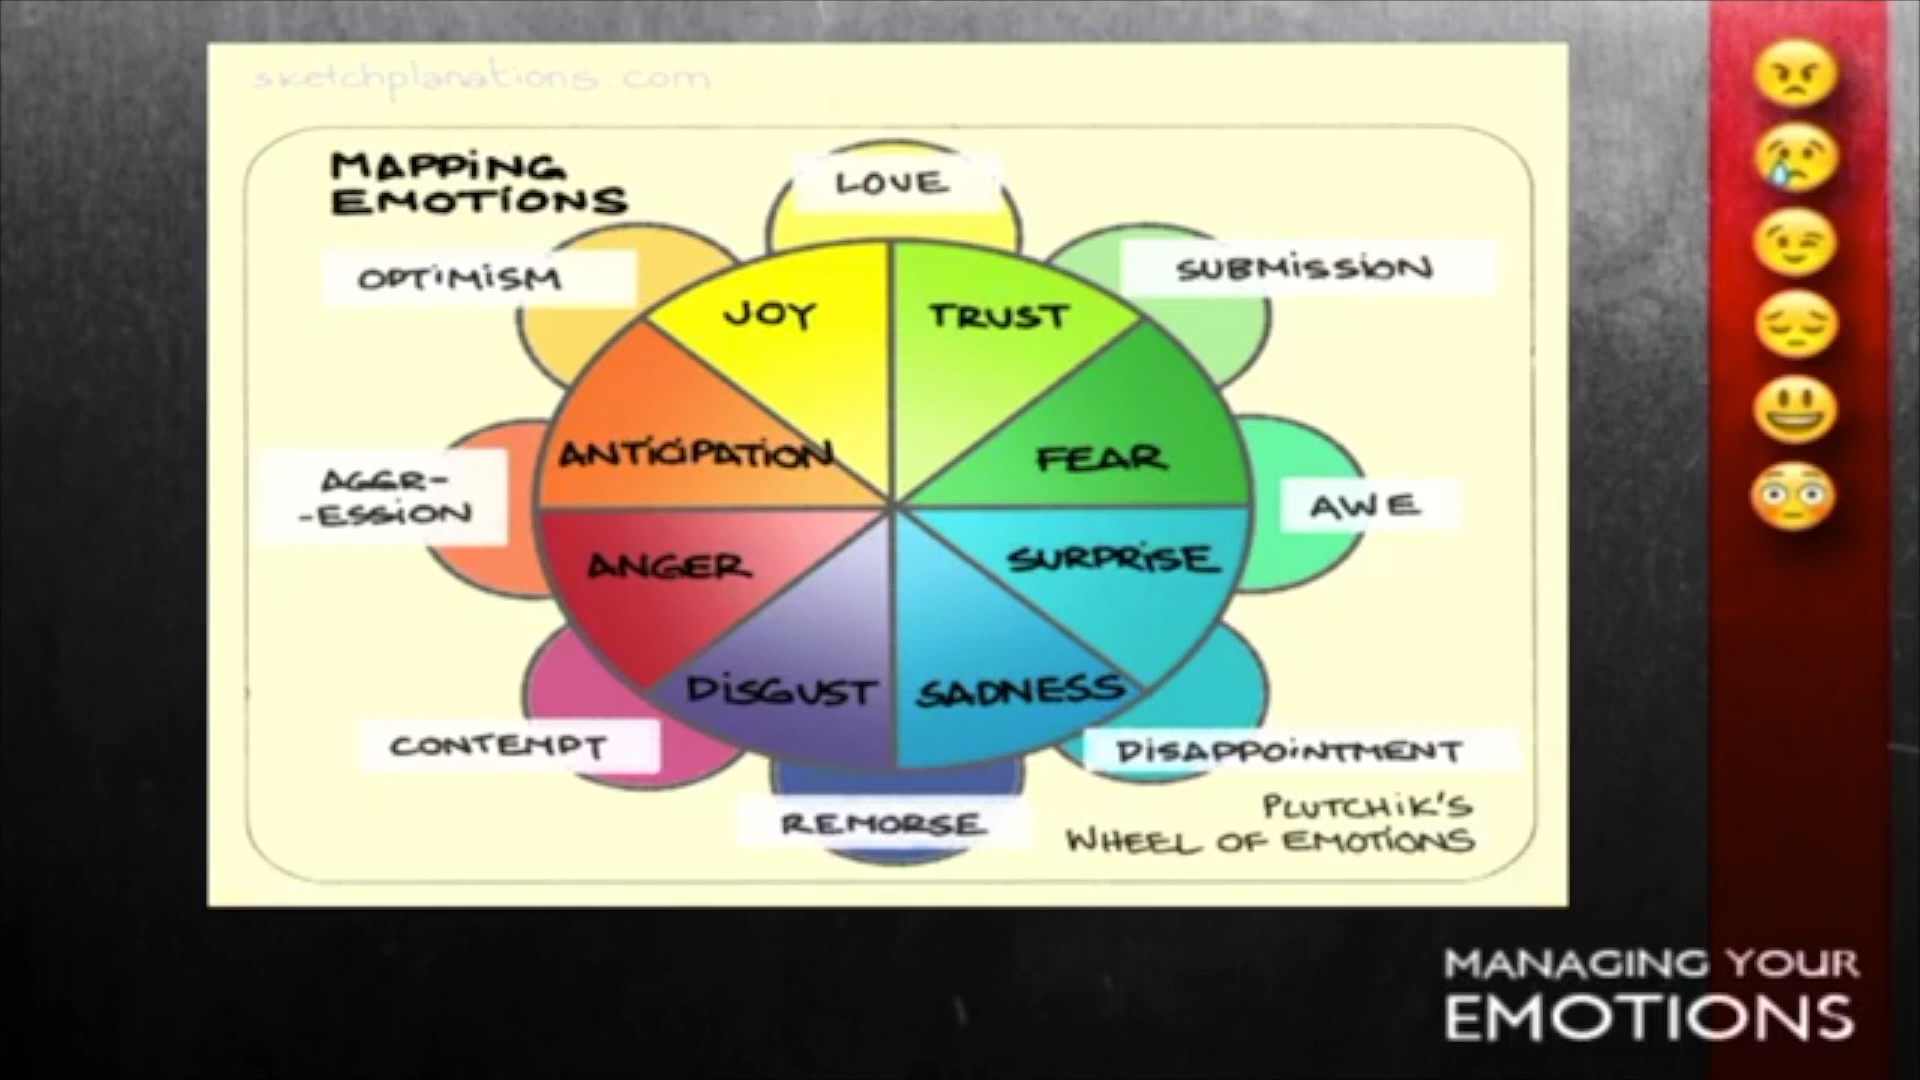 sketchplanations.com
MAPPING
EMOTIONS
LOVE
OPTIMISM
SUBMISSION
JOY
TRUST
ANTICIPATION
FEAR
AGGR-
-ESSION
AWE
ANGER
SURPRISE
DISGUST
SADNESS
CONTEMPT
DISAPPOINTMENT
REMORSE
PLUTCHIK'S
WHEEL OF EMOTIONS
MANAGING YOUR
EMOTIONS